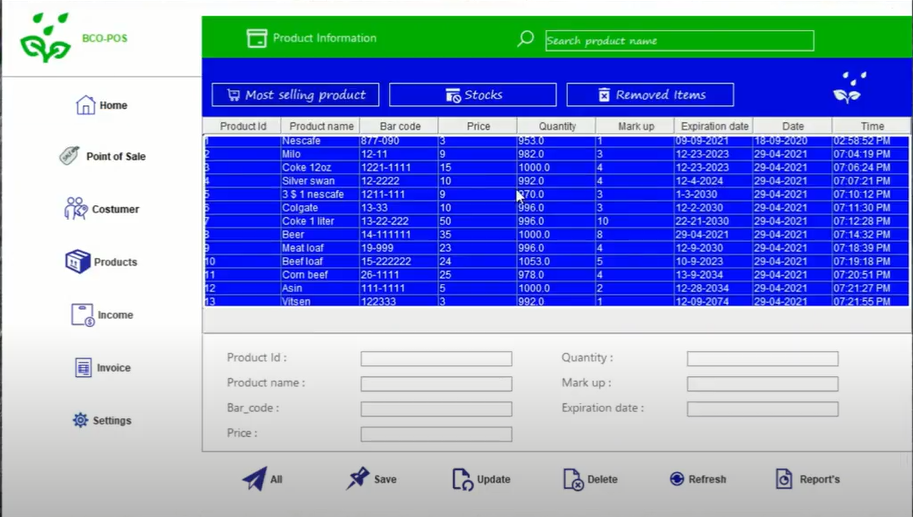 BCO-POS
Product Information
Search product name
Most selling product Stocks Removed Items
Home
Point of Sale
Costumer
Products
Income
Invoice
Settings
Product Id Product name Bar code Price Quantity Mark up Expiration date Date Time
1 Nescafe 877-090 3 953.0 1 09-09-2021 18-09-2020 02:58:52 PM
2 Milo 12-11 9 982.0 3 12-23-2023 29-04-2021 07:04:19 PM
3 Coke 12oz 1221-1111 15 1000.0 4 12-23-2023 29-04-2021 07:06:24 PM
4 Silver swan 12-2222 10 992.0 4 12-4-2024 29-04-2021 07:07:21 PM
5 3 $ 1 nescafe 1211-111 9 970.0 3 1-3-2030 29-04-2021 07:10:12 PM
6 Colgate 13-33 10 996.0 3 12-2-2030 29-04-2021 07:11:30 PM
7 Coke 1 liter 13-22-222 50 996.0 10 22-21-2030 29-04-2021 07:12:28 PM
8 Beer 14-111111 35 1000.0 8 29-04-2021 29-04-2021 07:14:32 PM
9 Meat loaf 19-999 23 996.0 4 12-9-2030 29-04-2021 07:18:39 PM
10 Beef loaf 15-222222 24 1053.0 5 10-9-2023 29-04-2021 07:19:18 PM
11 Corn beef 26-1111 25 978.0 4 13-9-2034 29-04-2021 07:20:51 PM
12 Asin 111-1111 5 1000.0 2 12-28-2034 29-04-2021 07:21:27 PM
13 Vitsen 122333 3 992.0 1 12-09-2074 29-04-2021 07:21:55 PM
Product Id :
Product name :
Bar_code :
Price :
Quantity :
Mark up :
Expiration date :
All Save Update Delete Refresh Report's